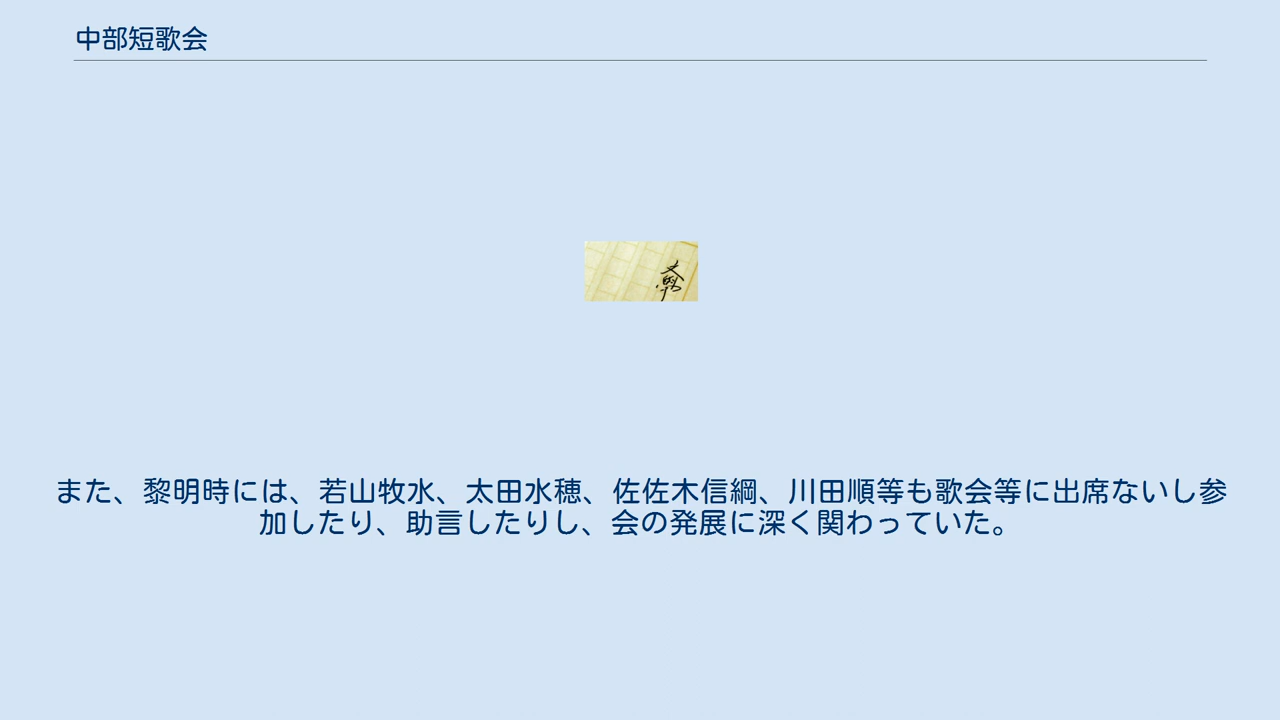 中部短歌会
また、黎明時には、若山牧水、太田水穂、佐佐木信綱、川田順等も歌会等に出席ないし参
加したり、助言したりし、会の発展に深く関わっていた。